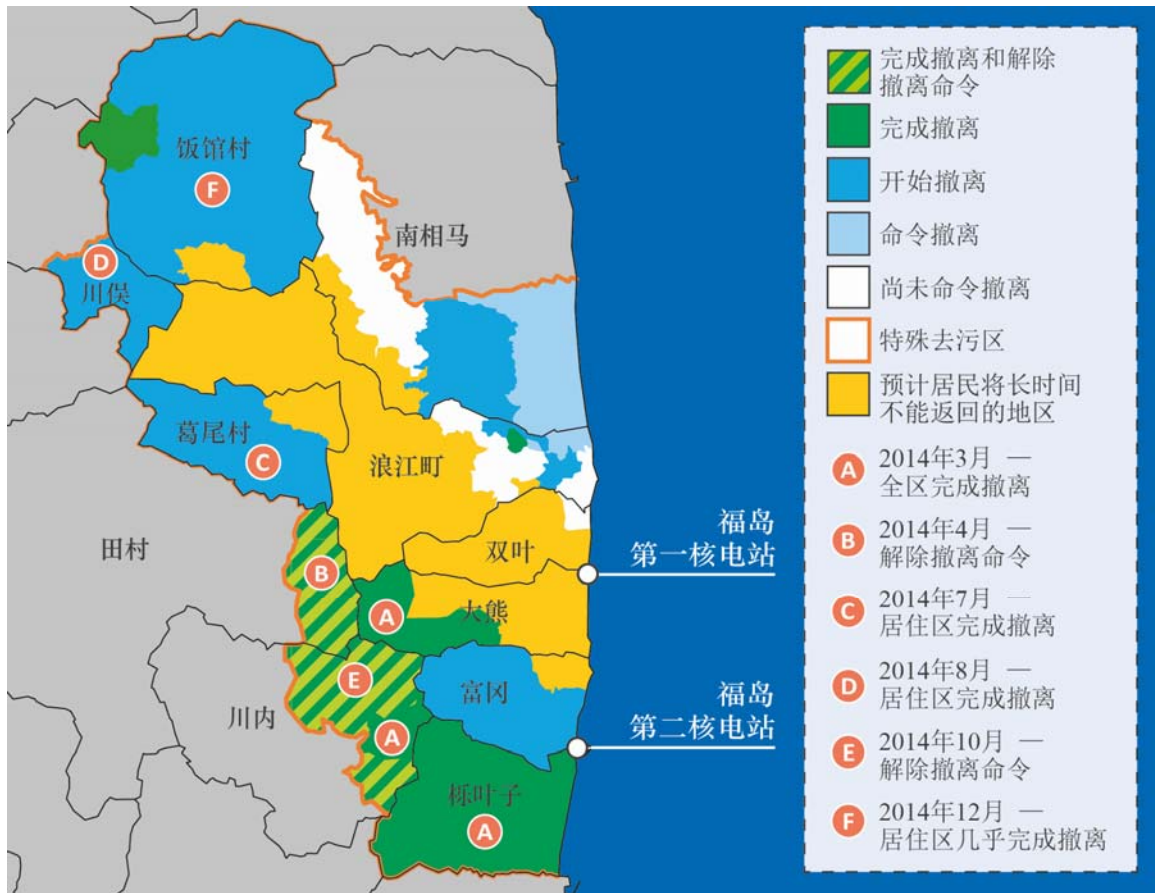 饭馆村
F
南相马
D
川俣
葛尾村
C
浪江町
田村
双叶
B
A
大熊
E
川内
富冈
A
栎叶子
A
福岛
第一核电站
福岛
第二核电站
完成撤离和解除
撤离命令
完成撤离
开始撤离
命令撤离
尚未命令撤离
特殊去污区
预计居民将长时间
不能返回的地区
A
2014年3月 —
全区完成撤离
B
2014年4月 —
解除撤离命令
C
2014年7月 —
居住区完成撤离
D
2014年8月 —
居住区完成撤离
E
2014年10月 —
解除撤离命令
F
2014年12月 —
居住区几乎完成撤离